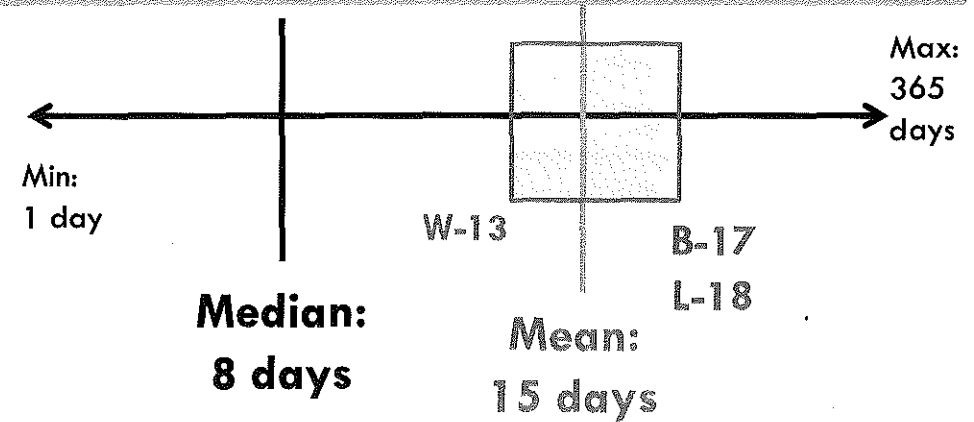 Max:
365
days
Min:
1 day
W-13
B-17
L-18
Median:
8 days
Mean:
15 days